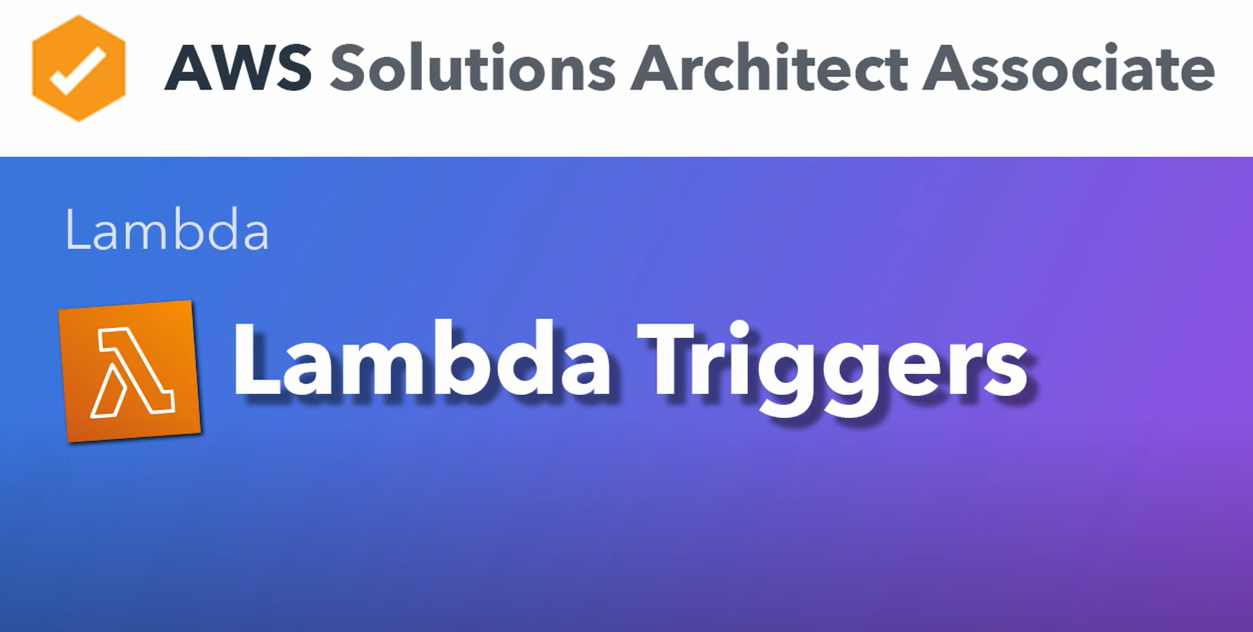 AWS Solutions Architect Associate
Lambda
Lambda Triggers